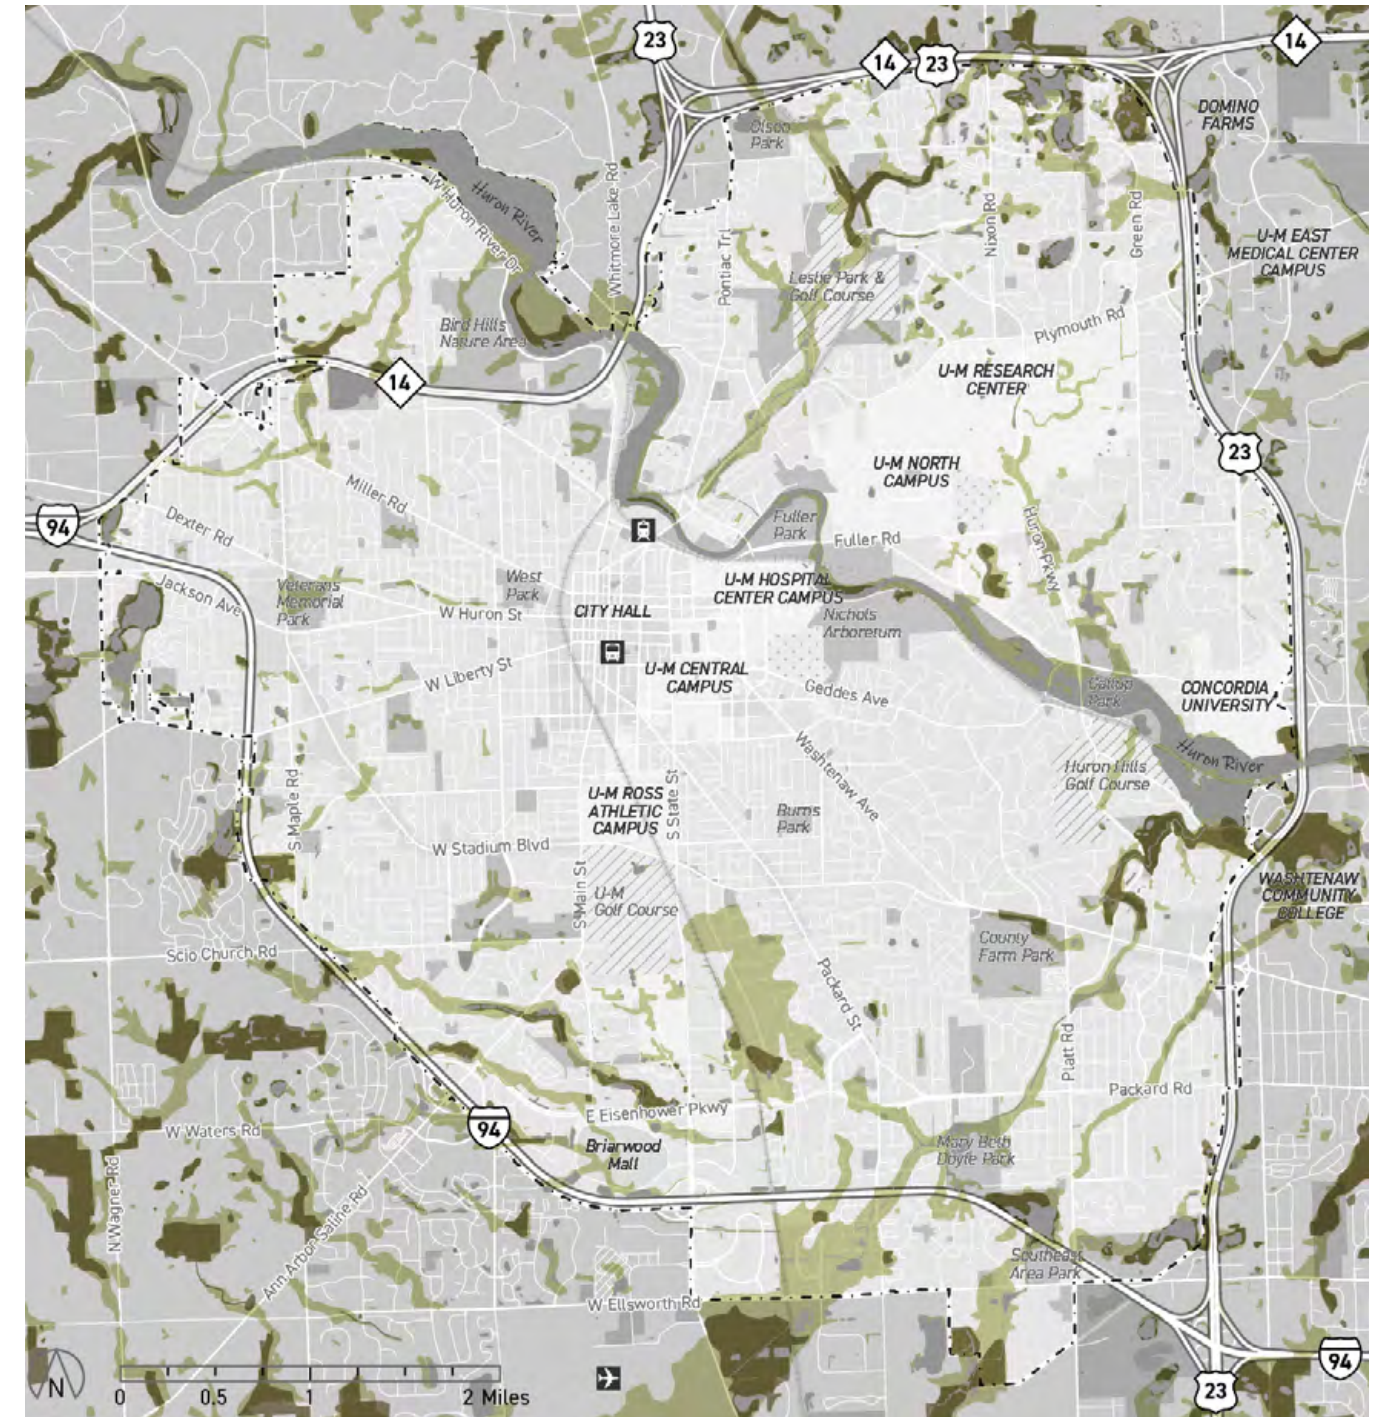 23
14
23
14
DOMINO
FARMS
Olson
Park
W Huron River Dr
Huron River
Whitmore Lake Rd
Pontiac Trl
Nixon Rd
Green Rd
U-M EAST
MEDICAL CENTER
CAMPUS
Leslie Park &
Golf Course
Bird Hills
Nature Area
Plymouth Rd
14
U-M RESEARCH
CENTER
23
U-M NORTH
CAMPUS
Miller Rd
94
Dexter Rd
Fuller
Park
Fuller Rd
Huron Pkwy
Jackson Ave
Veterans
Memorial
Park
West
Park
W Huron St
CITY HALL
U-M HOSPITAL
CENTER CAMPUS
Nichols
Arboretum
W Liberty St
U-M CENTRAL
CAMPUS
Geddes Ave
Gallup
Park
CONCORDIA
UNIVERSITY
Huron River
Washtenaw Ave
Huron Hills
Golf Course
S Maple Rd
U-M ROSS
ATHLETIC
CAMPUS
S State St
Burns
Park
W Stadium Blvd
S Main St
U-M
Golf Course
WASHTENAW
COMMUNITY
COLLEGE
Scio Church Rd
County
Farm Park
Packard St
Platt Rd
Packard Rd
E Eisenhower Pkwy
94
W Waters Rd
Briarwood
Mall
Mary Beth
Doyle Park
N Wagner Rd
Ann Arbor Saline Rd
Southeast
Area Park
W Ellsworth Rd
N
0 0.5 1 2 Miles
94
23